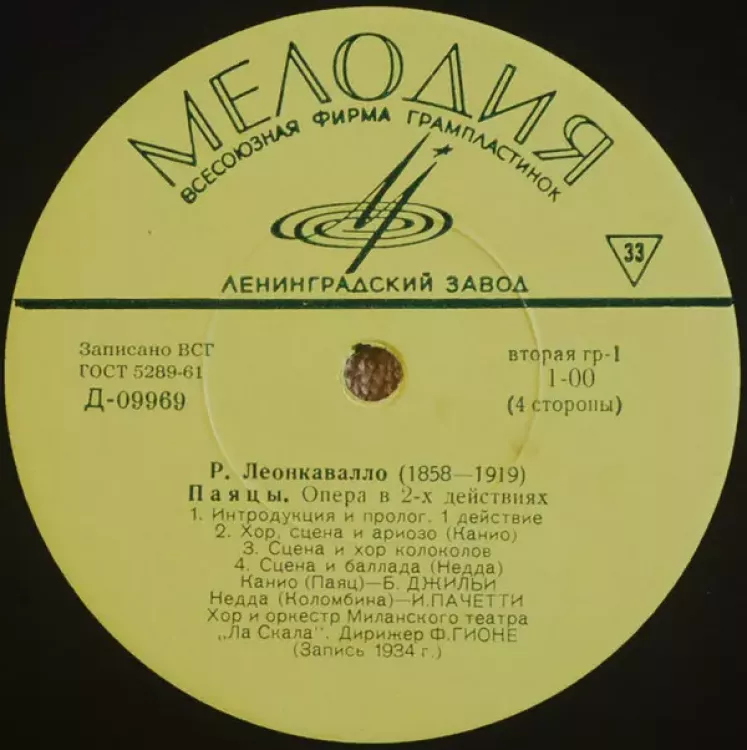 МЕЛОДИЯ
ВСЕСОЮЗНАЯ ФИРМА ГРАМПЛАСТИНОК
33
ЛЕНИНГРАДСКИЙ ЗАВОД
Записано ВСГ
ГОСТ 5289-61
Д-09969
вторая гр-1
1-00
(4 стороны)
Р. Леонкавалло (1858—1919)
Паяцы. Опера в 2-х действиях
1. Интродукция и пролог. 1 действие
2. Хор, сцена и ариозо (Канио)
3. Сцена и хор колоколов
4. Сцена и баллада (Недда)
Канио (Паяц)—Б. ДЖИЛЬИ
Недда (Коломбина)—И.ПАЧЕТТИ
Хор и оркестр Миланского театра
„Ла Скала". Дирижер Ф.ГИОНЕ
(Запись 1934 г.)